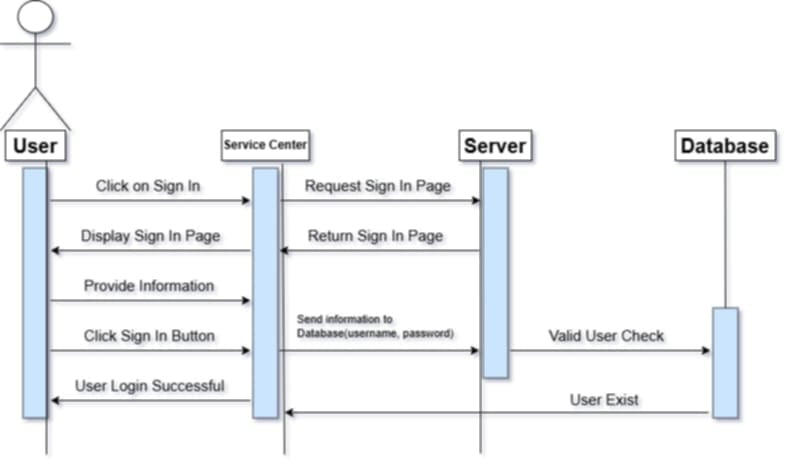 User
Service Center
Server
Database
Click on Sign In
Request Sign In Page
Display Sign In Page
Return Sign In Page
Provide Information
Send information to
Database(username, password)
Click Sign In Button
Valid User Check
User Login Successful
User Exist